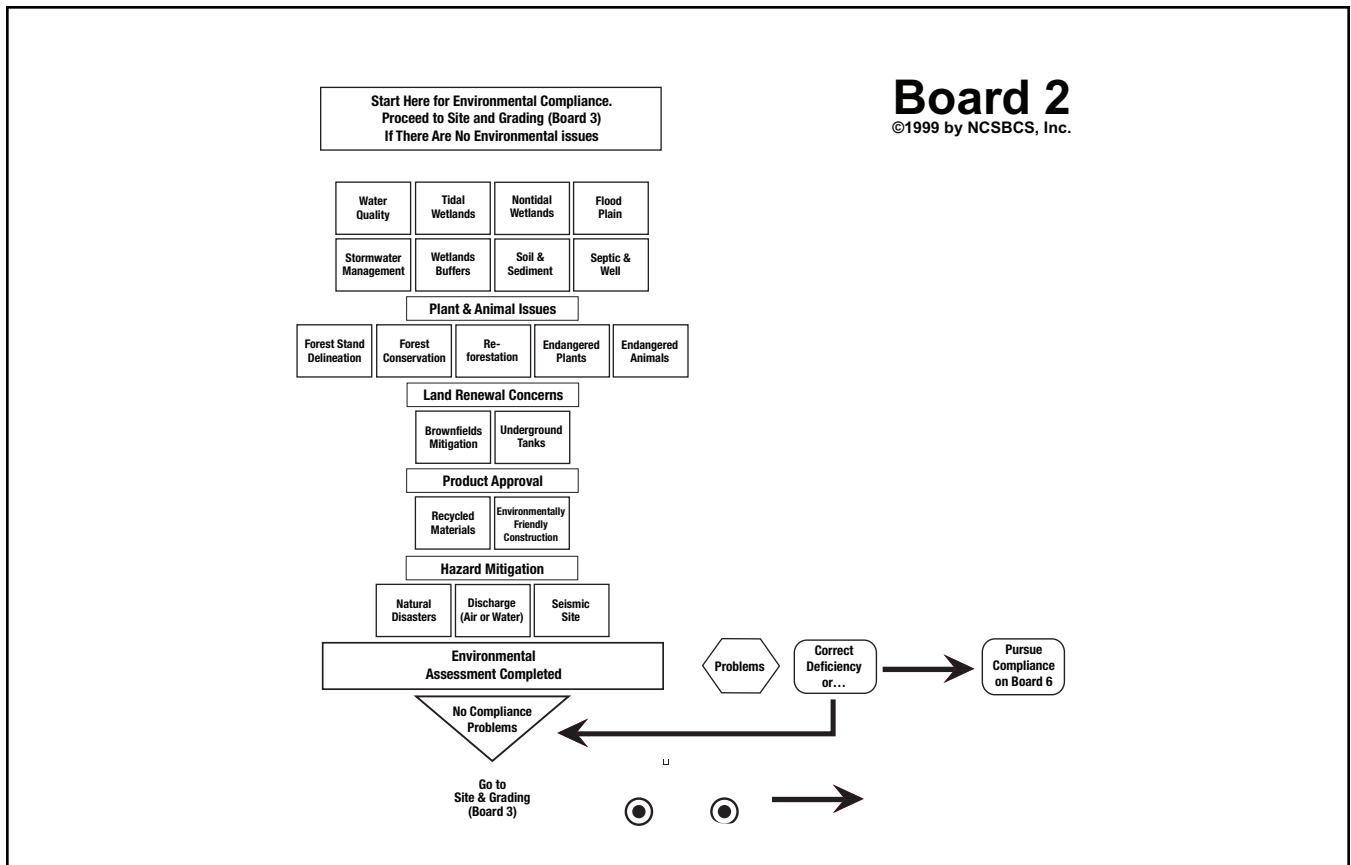 Board 2
©1999 by NCSBCS, Inc.
Start Here for Environmental Compliance.
Proceed to Site and Grading (Board 3)
If There Are No Environmental issues
Water
Quality
Tidal
Wetlands
Nontidal
Wetlands
Flood
Plain
Stormwater
Management
Wetlands
Buffers
Soil &
Sediment
Septic &
Well
Plant & Animal Issues
Forest Stand
Delineation
Forest
Conservation
Re-
forestation
Endangered
Plants
Endangered
Animals
Land Renewal Concerns
Brownfields
Mitigation
Underground
Tanks
Product Approval
Recycled
Materials
Environmentally
Friendly
Construction
Hazard Mitigation
Natural
Disasters
Discharge
(Air or Water)
Seismic
Site
Environmental
Assessment Completed
Problems
Correct
Deficiency
or…
Pursue
Compliance
on Board 6
No Compliance
Problems
Go to
Site & Grading
(Board 3)